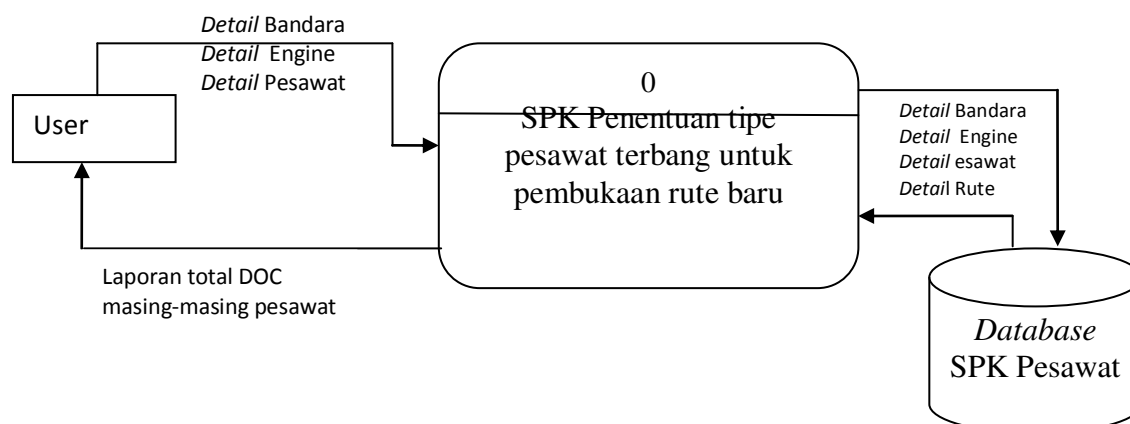 Detail Bandara
Detail Engine
Detail Pesawat
User
0
SPK Penentuan tipe
pesawat terbang untuk
pembukaan rute baru
Detail Bandara
Detail Engine
Detail esawat
Detail Rute
Laporan total DOC
masing-masing pesawat
Database
SPK Pesawat